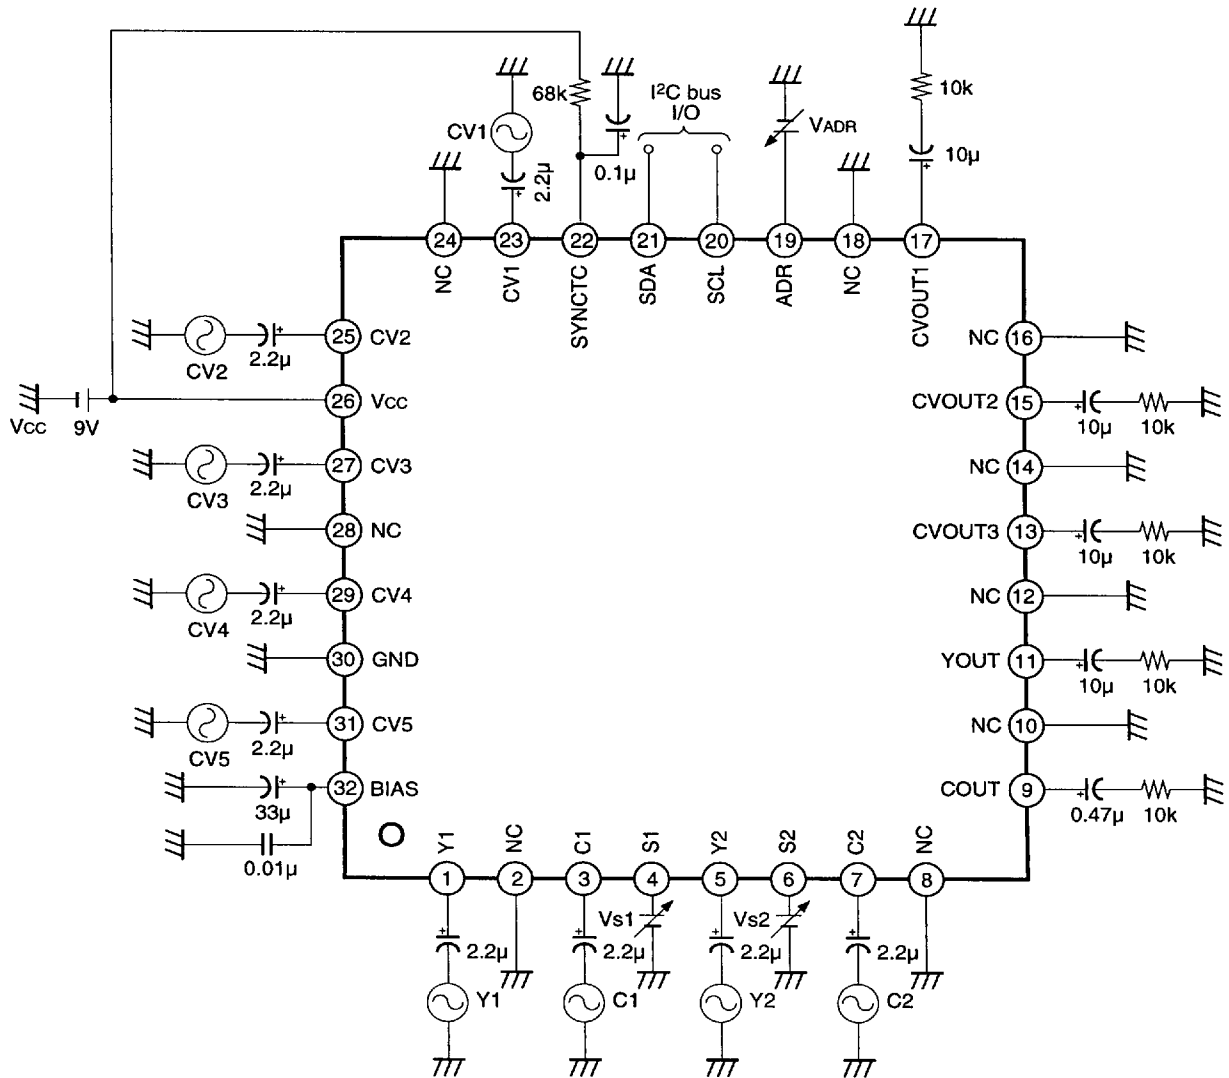 10k
68k
I²C bus
I/O
CV1
VADR
10µ
2.2µ
0.1µ
24
23
22
21
20
19
18
17
NC
CV1
SYNCTC
SDA
SCL
ADR
NC
CVOUT1
25
CV2
2.2µ
CV2
NC
16
26
Vcc
Vcc
9V
CVOUT2
15
10µ
10k
27
CV3
2.2µ
CV3
NC
14
28
NC
CVOUT3
13
10µ
10k
29
CV4
2.2µ
CV4
NC
12
30
GND
YOUT
11
10µ
10k
31
CV5
2.2µ
CV5
NC
10
32
BIAS
33µ
COUT
9
0.47µ
10k
0.01µ
Y1
NC
C1
S1
Y2
S2
C2
NC
1
2
3
4
5
6
7
8
Vs1
Vs2
2.2µ
2.2µ
2.2µ
2.2µ
Y1
C1
Y2
C2